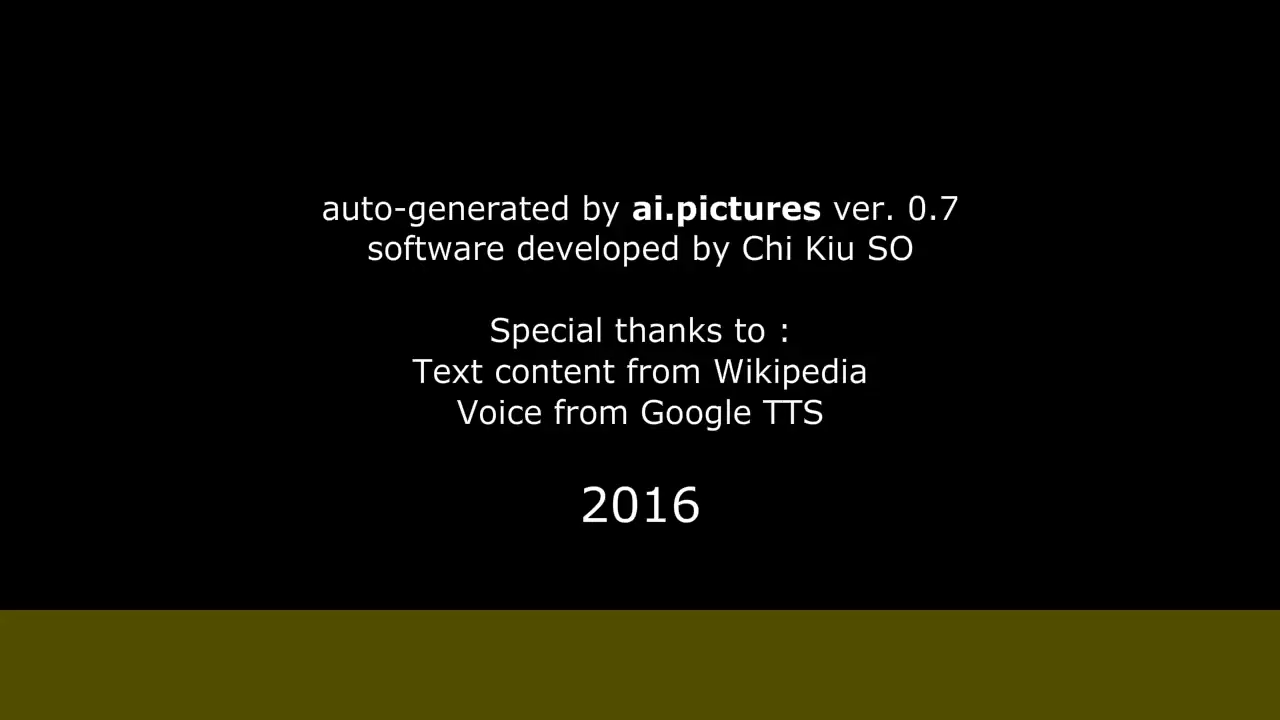 auto-generated by ai.pictures ver. 0.7
software developed by Chi Kiu SO
Special thanks to :
Text content from Wikipedia
Voice from Google TTS
2016